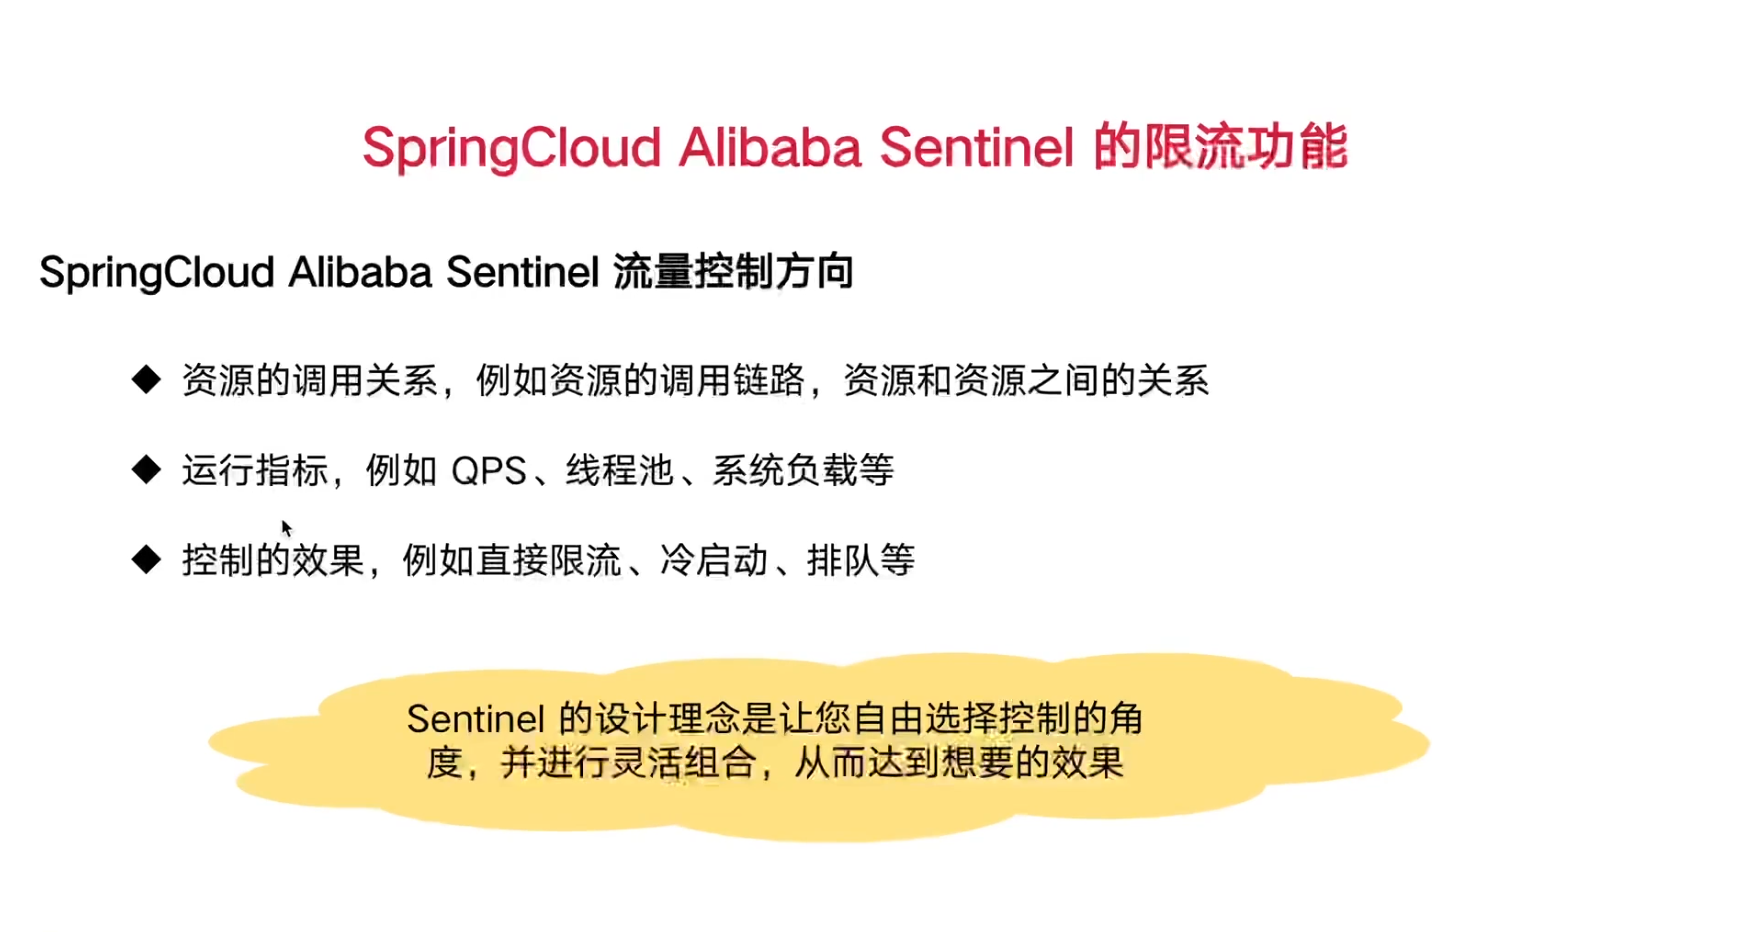 SpringCloud Alibaba Sentinel 的限流功能
SpringCloud Alibaba Sentinel 流量控制方向
◆ 资源的调用关系，例如资源的调用链路，资源和资源之间的关系
◆ 运行指标，例如 QPS、线程池、系统负载等
◆ 控制的效果，例如直接限流、冷启动、排队等
Sentinel 的设计理念是让您自由选择控制的角
度，并进行灵活组合，从而达到想要的效果